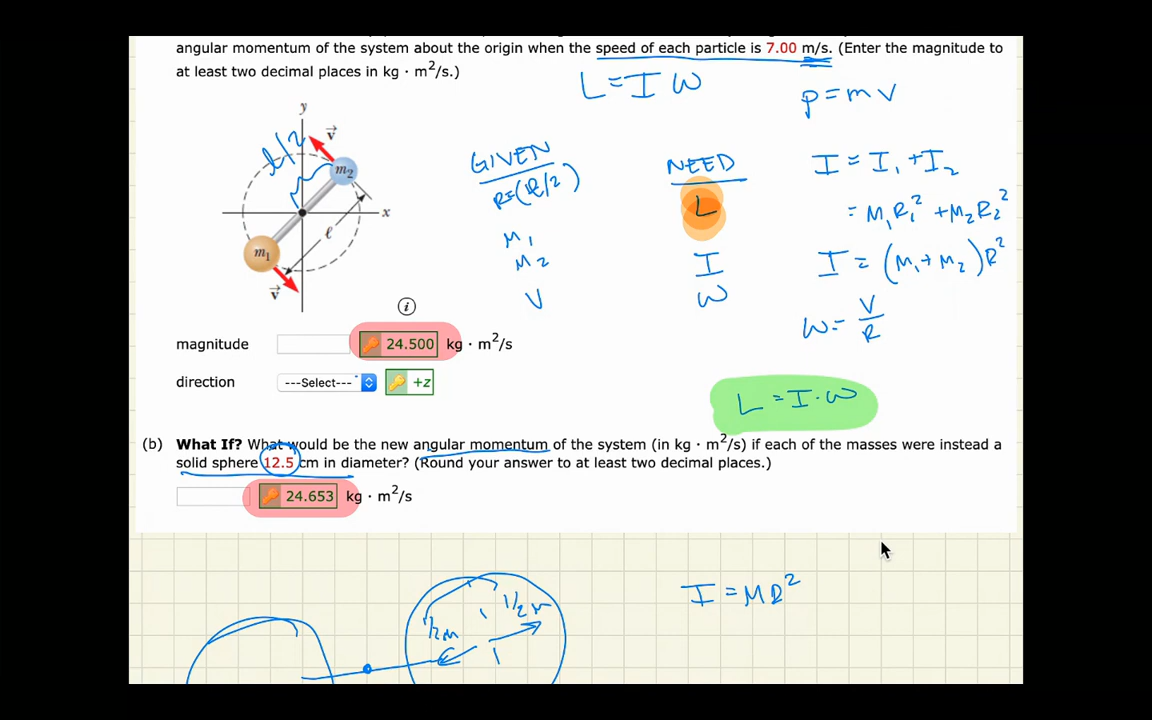 angular momentum of the system about the origin when the speed of each particle is 7.00 m/s. (Enter the magnitude to
at least two decimal places in kg · m²/s.)
L = I W
p = m v
y
l/2
v
m₂
x
ℓ
m₁
v
GIVEN
R=(l/2)
M₁
M₂
V
NEED
L
I
W
I = I₁ + I₂
= M₁R₁² + M₂R₂²
I = (M₁ + M₂)R²
W = V/R
i
magnitude 24.500 kg · m²/s
direction ---Select--- +z
L = I · W
(b) What If? What would be the new angular momentum of the system (in kg · m²/s) if each of the masses were instead a
solid sphere 12.5 cm in diameter? (Round your answer to at least two decimal places.)
24.653 kg · m²/s
I = MR²
1/2 M
1/2 M